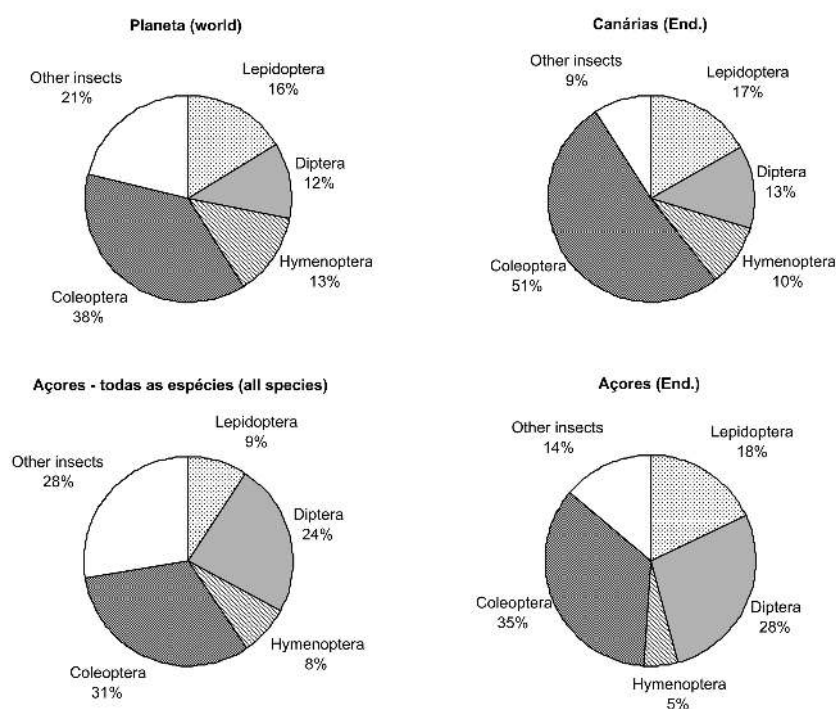 Planeta (world)
Other insects
21%
Lepidoptera
16%
Diptera
12%
Hymenoptera
13%
Coleoptera
38%
Canárias (End.)
Other insects
9%
Lepidoptera
17%
Diptera
13%
Hymenoptera
10%
Coleoptera
51%
Açores - todas as espécies (all species)
Other insects
28%
Lepidoptera
9%
Diptera
24%
Hymenoptera
8%
Coleoptera
31%
Açores (End.)
Other insects
14%
Lepidoptera
18%
Diptera
28%
Hymenoptera
5%
Coleoptera
35%